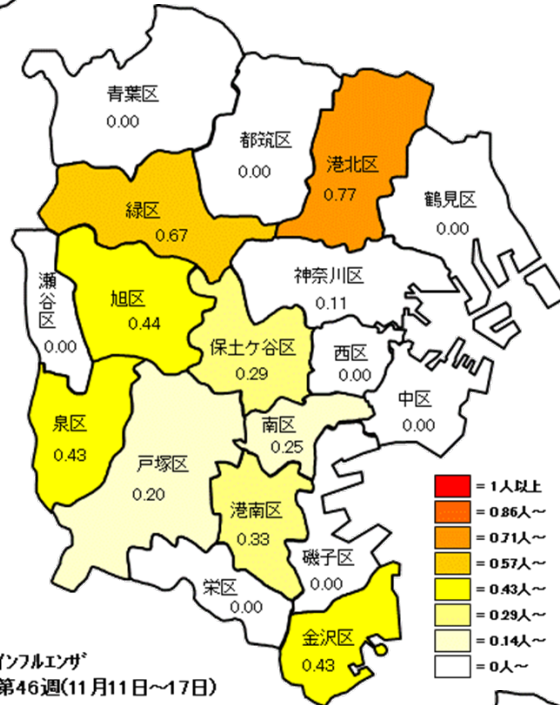 青葉区
0.00
都筑区
0.00
港北区
0.77
鶴見区
0.00
緑区
0.67
神奈川区
0.11
瀬谷区
0.00
旭区
0.44
保土ケ谷区
0.29
西区
0.00
中区
0.00
泉区
0.43
南区
0.25
戸塚区
0.20
港南区
0.33
磯子区
0.00
栄区
0.00
金沢区
0.43
= 1人以上
= 0.86人~
= 0.71人~
= 0.57人~
= 0.43人~
= 0.29人~
= 0.14人~
= 0人~
インフルエンザ
第46週(11月11日~17日)